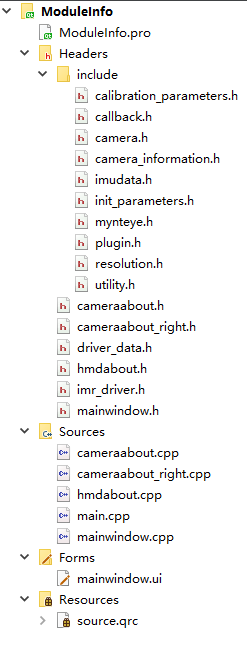 ModuleInfo
ModuleInfo.pro
Headers
include
calibration_parameters.h
callback.h
camera.h
camera_information.h
imudata.h
init_parameters.h
mynteye.h
plugin.h
resolution.h
utility.h
cameraabout.h
cameraabout_right.h
driver_data.h
hmdabout.h
imr_driver.h
mainwindow.h
Sources
cameraabout.cpp
cameraabout_right.cpp
hmdabout.cpp
main.cpp
mainwindow.cpp
Forms
mainwindow.ui
Resources
source.qrc